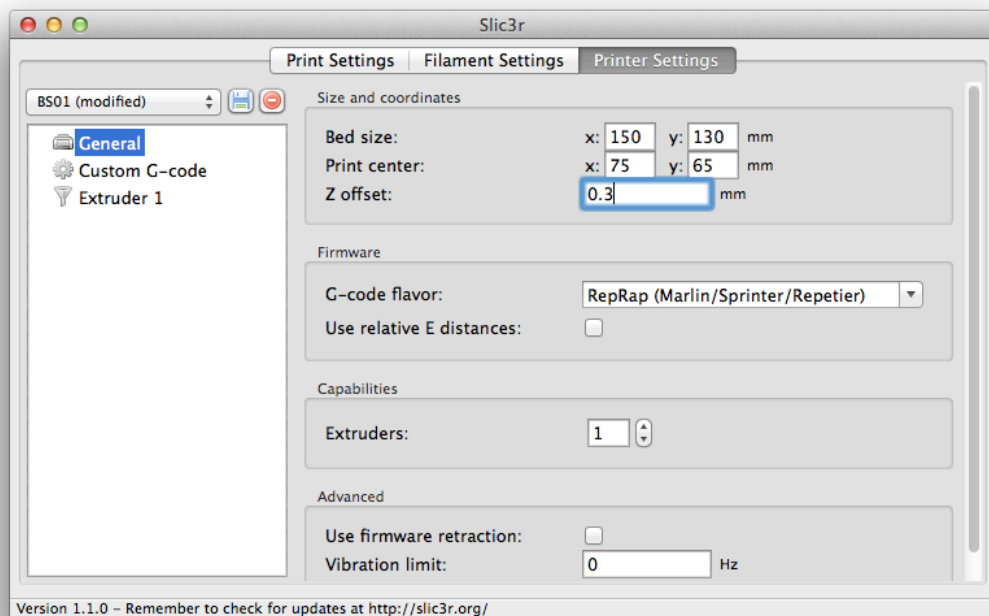 Slic3r
Print Settings Filament Settings Printer Settings
BS01 (modified)
General
Custom G-code
Extruder 1
Size and coordinates
Bed size: x: 150 y: 130 mm
Print center: x: 75 y: 65 mm
Z offset: 0.3 mm
Firmware
G-code flavor: RepRap (Marlin/Sprinter/Repetier)
Use relative E distances:
Capabilities
Extruders: 1
Advanced
Use firmware retraction:
Vibration limit: 0 Hz
Version 1.1.0 – Remember to check for updates at http://slic3r.org/